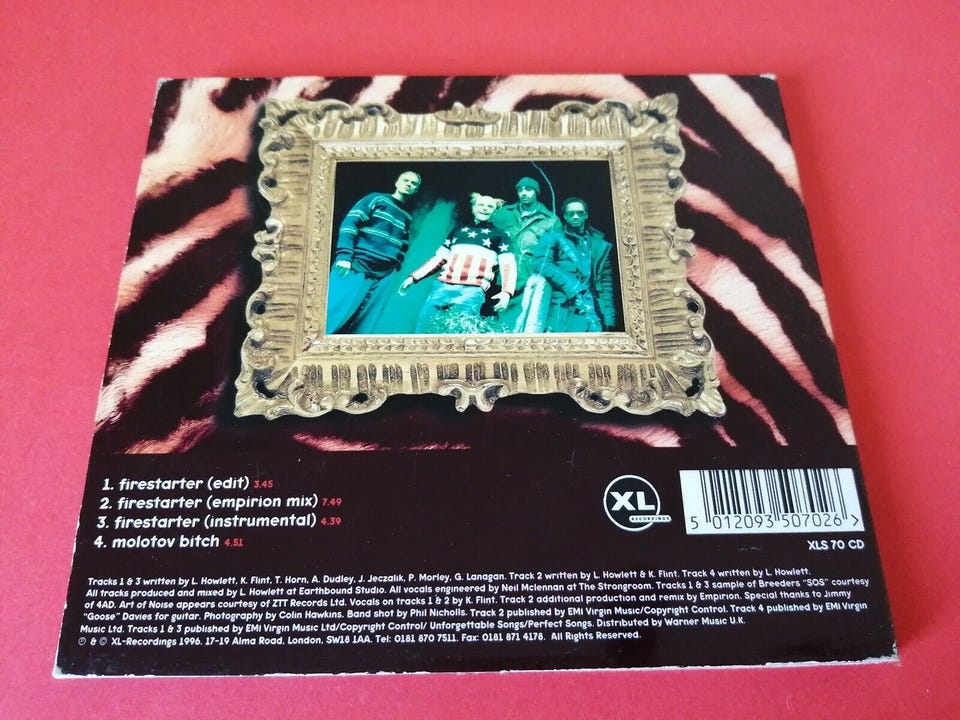 1. firestarter (edit) 3.45
2. firestarter (empirion mix) 7.49
3. firestarter (instrumental) 4.39
4. molotov bitch 4.51
XL
RECORDINGS
5 012093 507026 >
XLS 70 CD
Tracks 1 & 3 written by L. Howlett, K. Flint, T. Horn, A. Dudley, J. Jeczalik, P. Morley, G. Lanagan. Track 2 written by L. Howlett & K. Flint. Track 4 written by L. Howlett.
All tracks produced and mixed by L. Howlett at Earthbound Studio. All vocals engineered by Neil Mclennan at The Strongroom. Tracks 1 & 3 sample of Breeders "SOS" courtesy
of 4AD. Art of Noise appears courtesy of ZTT Records Ltd. Vocals on tracks 1 & 2 by K. Flint. Track 2 additional production and remix by Empirion. Special thanks to Jimmy
"Goose" Davies for guitar. Photography by Colin Hawkins. Band shot by Phil Nicholls. Track 2 published by EMI Virgin Music/Copyright Control. Track 4 published by EMI Virgin
Music Ltd. Tracks 1 & 3 published by EMI Virgin Music Ltd/Copyright Control/ Unforgettable Songs/Perfect Songs. Distributed by Warner Music U.K.
℗ & © XL-Recordings 1996. 17-19 Alma Road, London, SW18 1AA. Tel: 0181 870 7511. Fax: 0181 871 4178. All Rights Reserved.